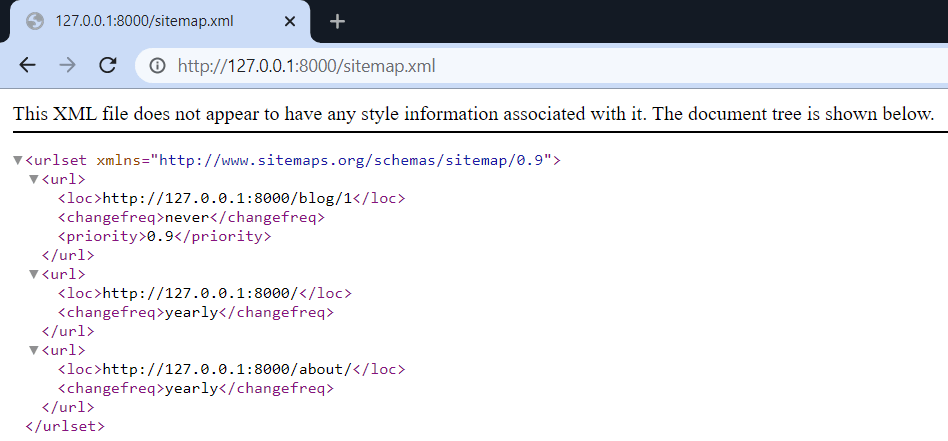 127.0.0.1:8000/sitemap.xml
http://127.0.0.1:8000/sitemap.xml
This XML file does not appear to have any style information associated with it. The document tree is shown below.
<urlset xmlns="http://www.sitemaps.org/schemas/sitemap/0.9">
<url>
<loc>http://127.0.0.1:8000/blog/1</loc>
<changefreq>never</changefreq>
<priority>0.9</priority>
</url>
<url>
<loc>http://127.0.0.1:8000/</loc>
<changefreq>yearly</changefreq>
</url>
<url>
<loc>http://127.0.0.1:8000/about/</loc>
<changefreq>yearly</changefreq>
</url>
</urlset>